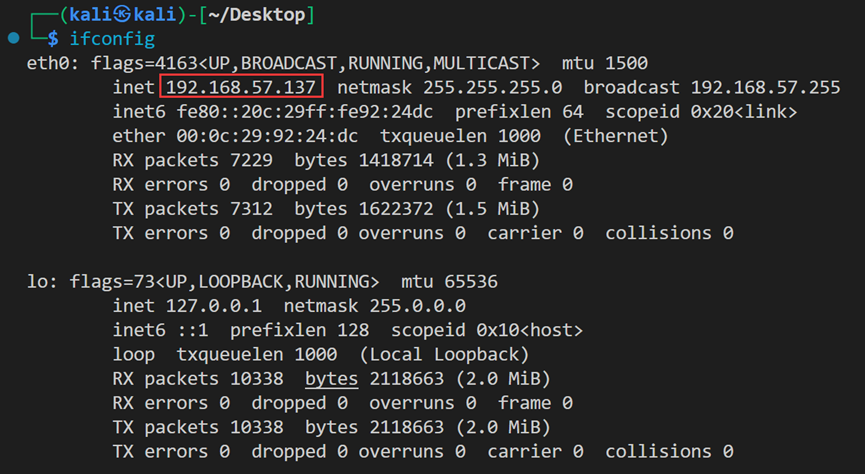 (kali㉿kali)-[~/Desktop]
$ ifconfig
eth0: flags=4163<UP,BROADCAST,RUNNING,MULTICAST>  mtu 1500
        inet 192.168.57.137  netmask 255.255.255.0  broadcast 192.168.57.255
        inet6 fe80::20c:29ff:fe92:24dc  prefixlen 64  scopeid 0x20<link>
        ether 00:0c:29:92:24:dc  txqueuelen 1000  (Ethernet)
        RX packets 7229  bytes 1418714 (1.3 MiB)
        RX errors 0  dropped 0  overruns 0  frame 0
        TX packets 7312  bytes 1622372 (1.5 MiB)
        TX errors 0  dropped 0 overruns 0  carrier 0  collisions 0
lo: flags=73<UP,LOOPBACK,RUNNING>  mtu 65536
        inet 127.0.0.1  netmask 255.0.0.0
        inet6 ::1  prefixlen 128  scopeid 0x10<host>
        loop  txqueuelen 1000  (Local Loopback)
        RX packets 10338  bytes 2118663 (2.0 MiB)
        RX errors 0  dropped 0  overruns 0  frame 0
        TX packets 10338  bytes 2118663 (2.0 MiB)
        TX errors 0  dropped 0 overruns 0  carrier 0  collisions 0